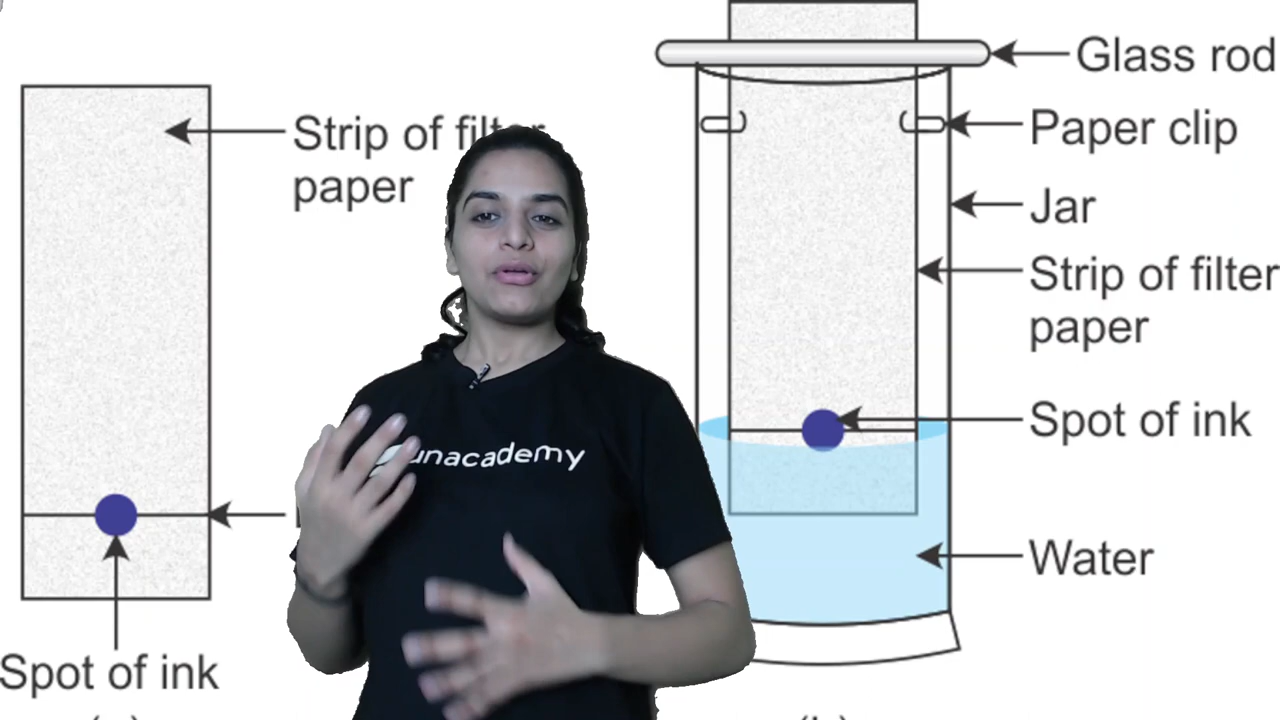 Strip of filter
paper
Spot of ink
unacademy
Glass rod
Paper clip
Jar
Strip of filter
paper
Spot of ink
Water